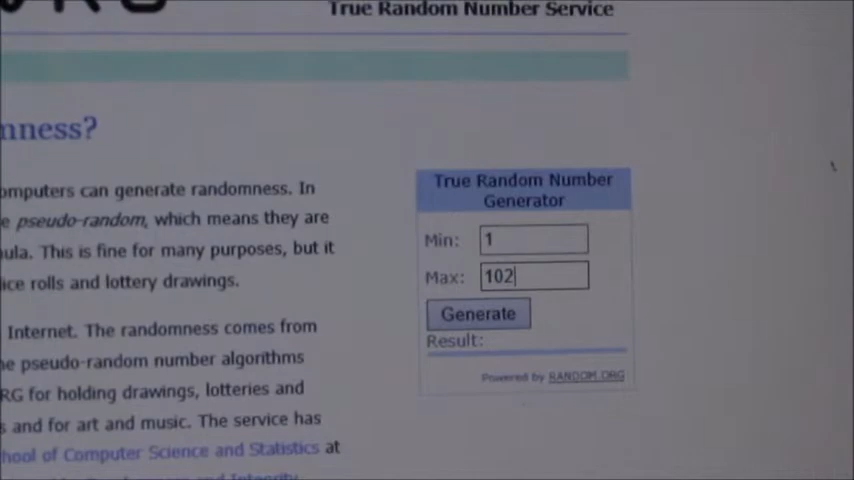 True Random Number Service
mness?
omputers can generate randomness. In
e pseudo-random, which means they are
ula. This is fine for many purposes, but it
ice rolls and lottery drawings.
Internet. The randomness comes from
he pseudo-random number algorithms
RG for holding drawings, lotteries and
s and for art and music. The service has
hool of Computer Science and Statistics at
and Integrity
True Random Number
Generator
Min: 1
Max: 102
Generate
Result:
Powered by RANDOM.ORG